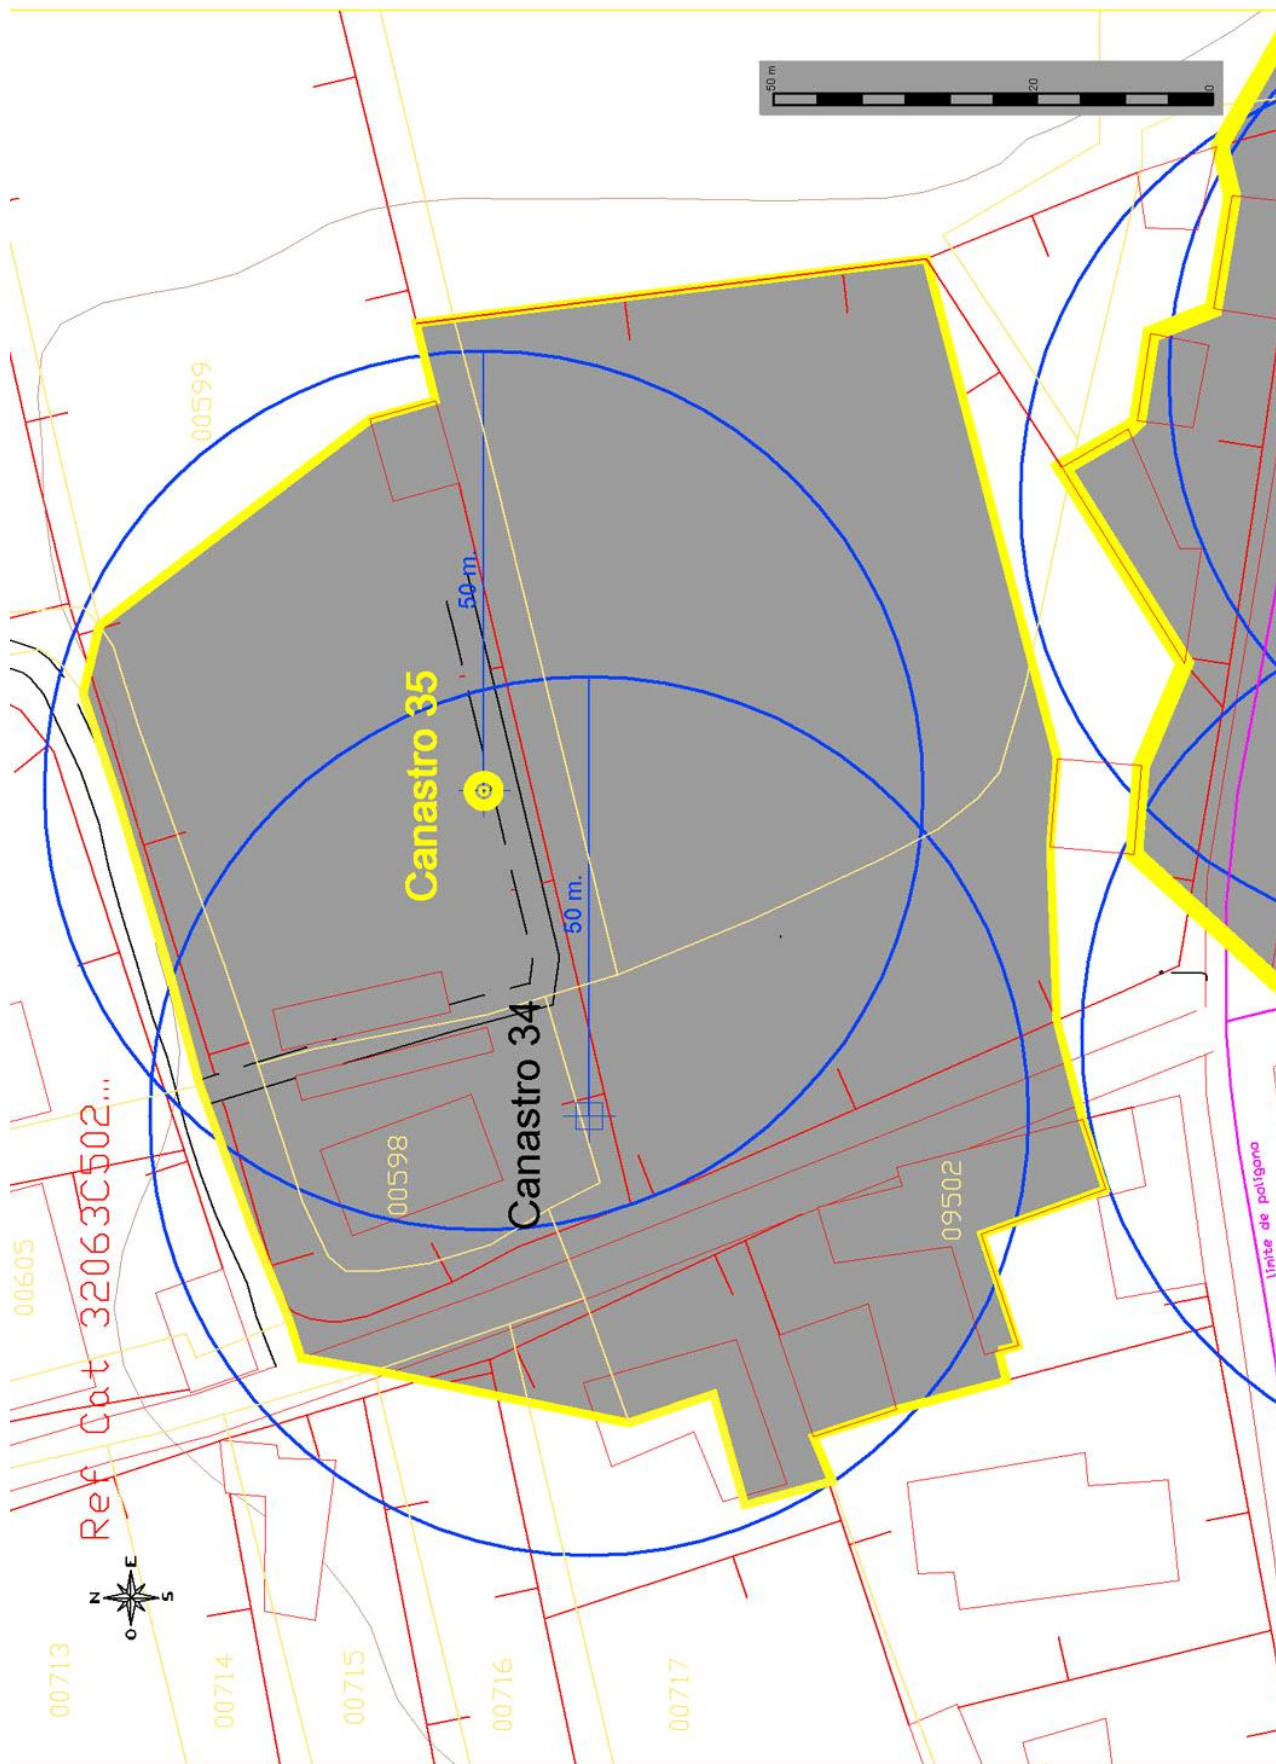 Ref Cat 32063C502...
00605
00713
00714
00715
00716
00717
00598
00599
09502
Canastro 35
Canastro 34
50 m.
50 m.
50 m
20
0
límite de polígono
N
E
S
O